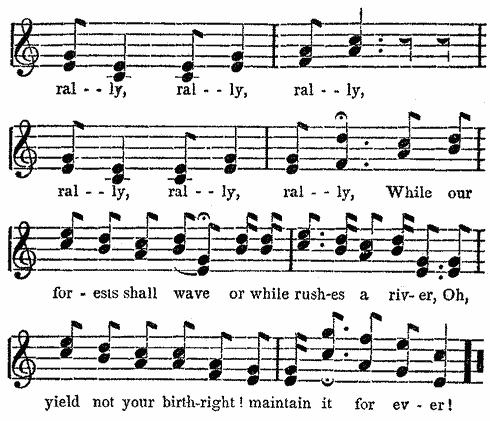 ral - - ly, ral - - ly, ral - - ly,
ral - - ly, ral - - ly, ral - - ly, While our
for - ests shall wave or while rush-es a riv- er, Oh,
yield not your birth-right! maintain it for ev - er!